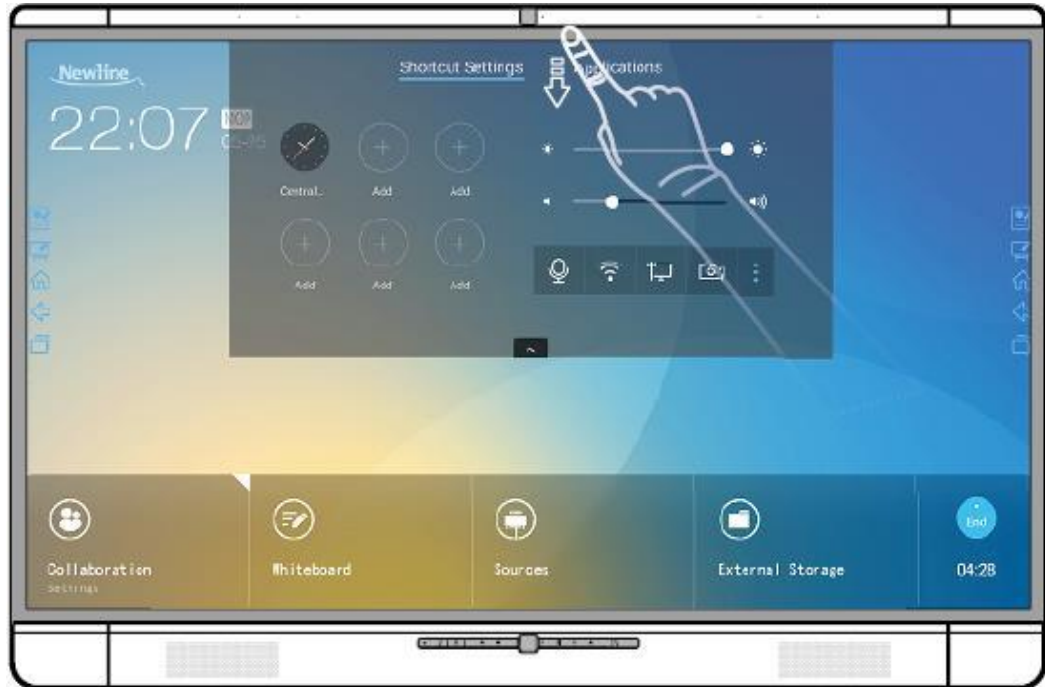 Newline
Shortcut Settings
22:07
Central..
Add
Add
Add
Add
Add
Collaboration
Settings
Whiteboard
Sources
External Storage
End
04:28